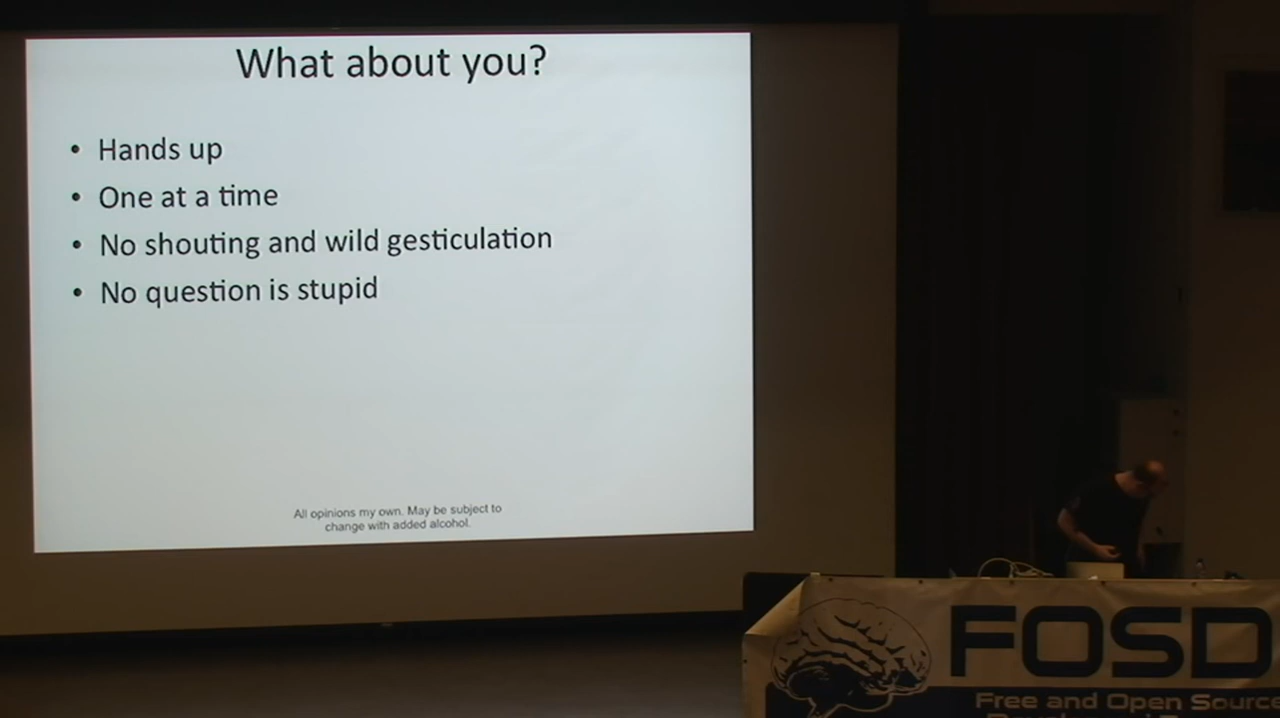 What about you?
• Hands up
• One at a time
• No shouting and wild gesticulation
• No question is stupid
All opinions my own. May be subject to
change with added alcohol.
FOSD
Free and Open Source